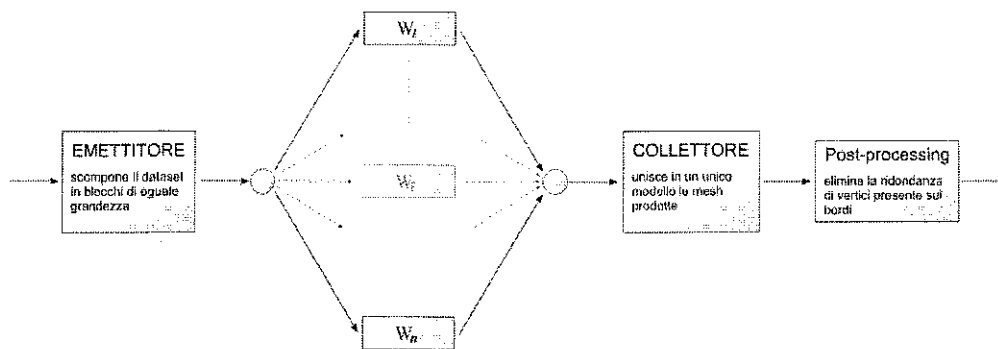 W₁
EMETTITORE
scompone il dataset
in blocchi di eguale
grandezza
Wᵢ
COLLETTORE
unisce in un unico
modello le mesh
prodotte
Post-processing
elimina la ridondanza
di vertici presente sui
bordi
Wₙ